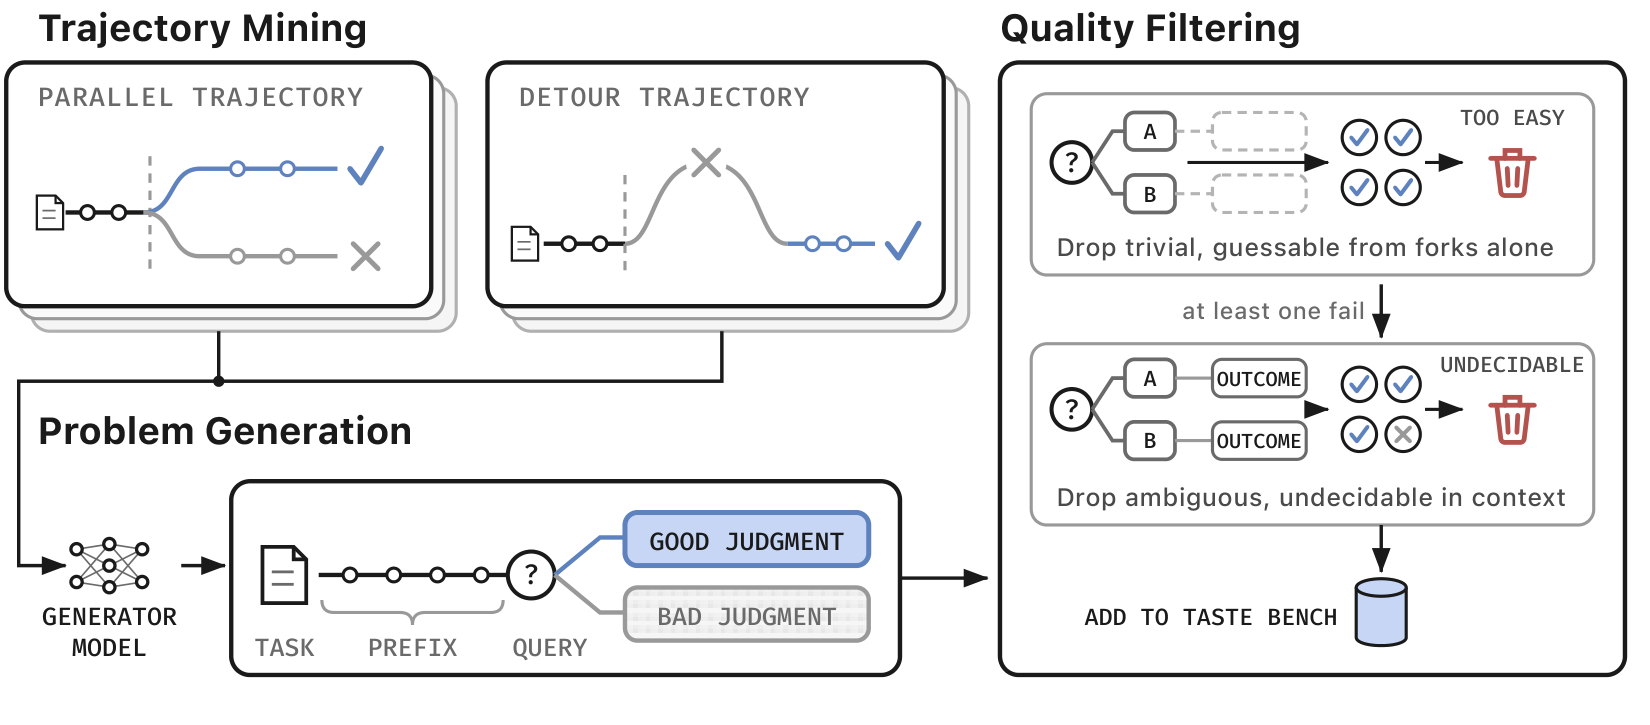 Trajectory Mining
PARALLEL TRAJECTORY
DETOUR TRAJECTORY
Problem Generation
GENERATOR
MODEL
?
GOOD JUDGMENT
BAD JUDGMENT
TASK
PREFIX
QUERY
Quality Filtering
?
A
B
TOO EASY
Drop trivial, guessable from forks alone
at least one fail
?
A
OUTCOME
B
OUTCOME
UNDECIDABLE
Drop ambiguous, undecidable in context
ADD TO TASTE BENCH